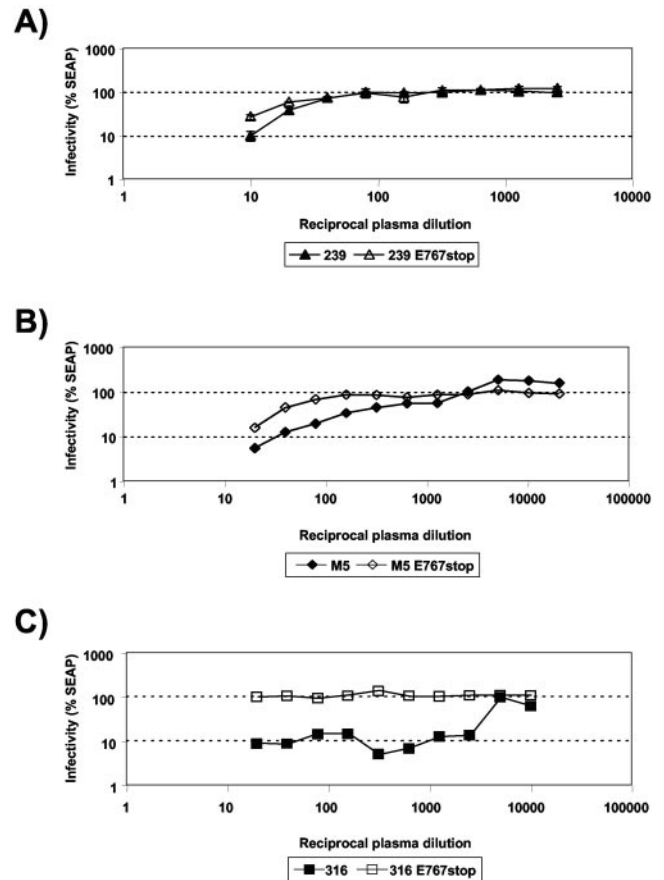 A)
1000
100
10
1
Infectivity (% SEAP)
1 10 100 1000 10000
Reciprocal plasma dilution
239 239 E767stop
B)
1000
100
10
1
Infectivity (% SEAP)
1 10 100 1000 10000 100000
Reciprocal plasma dilution
M5 M5 E767stop
C)
1000
100
10
1
Infectivity (% SEAP)
1 10 100 1000 10000 100000
Reciprocal plasma dilution
316 316 E767stop